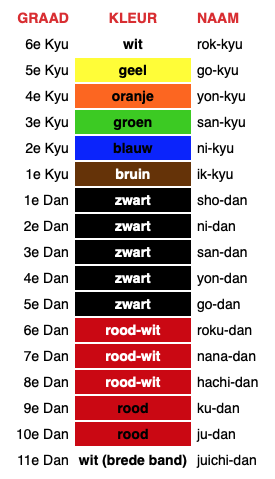 GRAAD KLEUR NAAM
6e Kyu wit rok-kyu
5e Kyu geel go-kyu
4e Kyu oranje yon-kyu
3e Kyu groen san-kyu
2e Kyu blauw ni-kyu
1e Kyu bruin ik-kyu
1e Dan zwart sho-dan
2e Dan zwart ni-dan
3e Dan zwart san-dan
4e Dan zwart yon-dan
5e Dan zwart go-dan
6e Dan rood-wit roku-dan
7e Dan rood-wit nana-dan
8e Dan rood-wit hachi-dan
9e Dan rood ku-dan
10e Dan rood ju-dan
11e Dan wit (brede band) juichi-dan